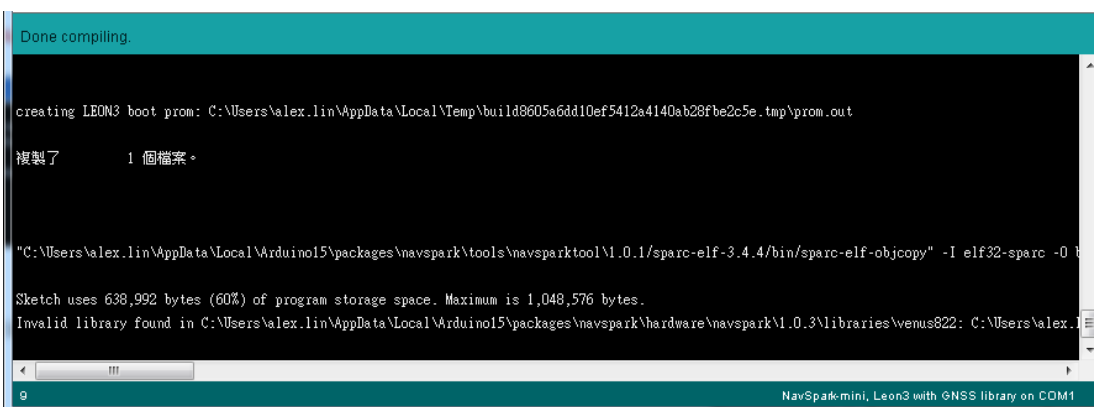 Done compiling.
creating LEON3 boot prom: C:\Users\alex.lin\AppData\Local\Temp\build8605a6dd10ef5412a4140ab28fbe2c5e.tmp\prom.out
複製了         1 個檔案。
"C:\Users\alex.lin\AppData\Local\Arduino15\packages\navspark\tools\navsparktool\1.0.1/sparc-elf-3.4.4/bin/sparc-elf-objcopy" -I elf32-sparc -O
Sketch uses 638,992 bytes (60%) of program storage space. Maximum is 1,048,576 bytes.
Invalid library found in C:\Users\alex.lin\AppData\Local\Arduino15\packages\navspark\hardware\navspark\1.0.3\libraries\venus822: C:\Users\alex.
9
NavSpark-mini, Leon3 with GNSS library on COM1